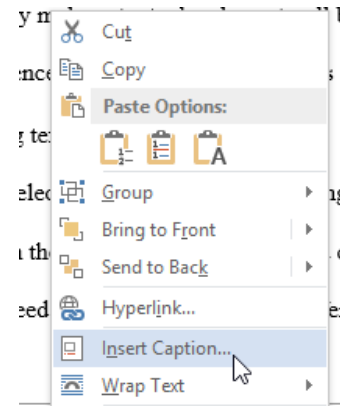 Cut
Copy
Paste Options:
Group
Bring to Front
Send to Back
Hyperlink...
Insert Caption...
Wrap Text